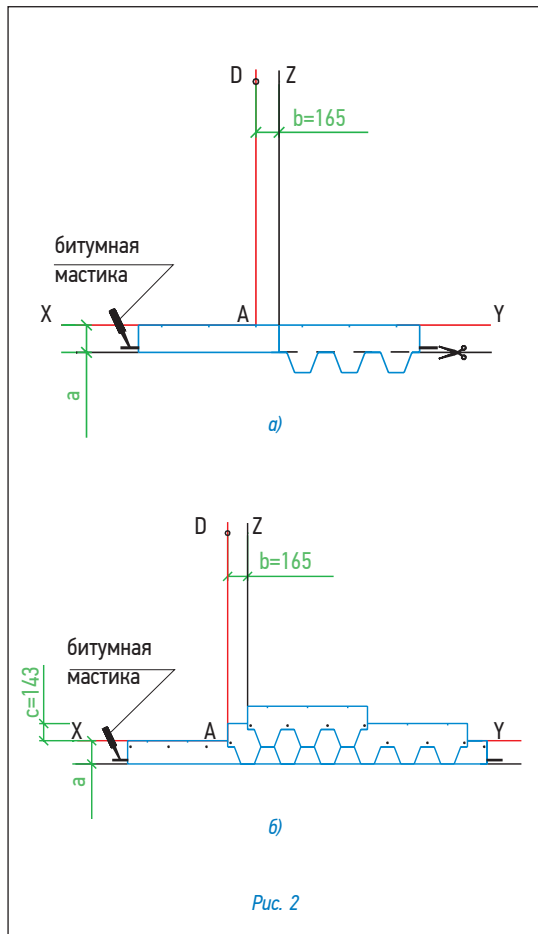 D Z
b=165
битумная
мастика
X A Y
a
а)
D Z
b=165
битумная
мастика
c=143
X A Y
a
б)
Рис. 2